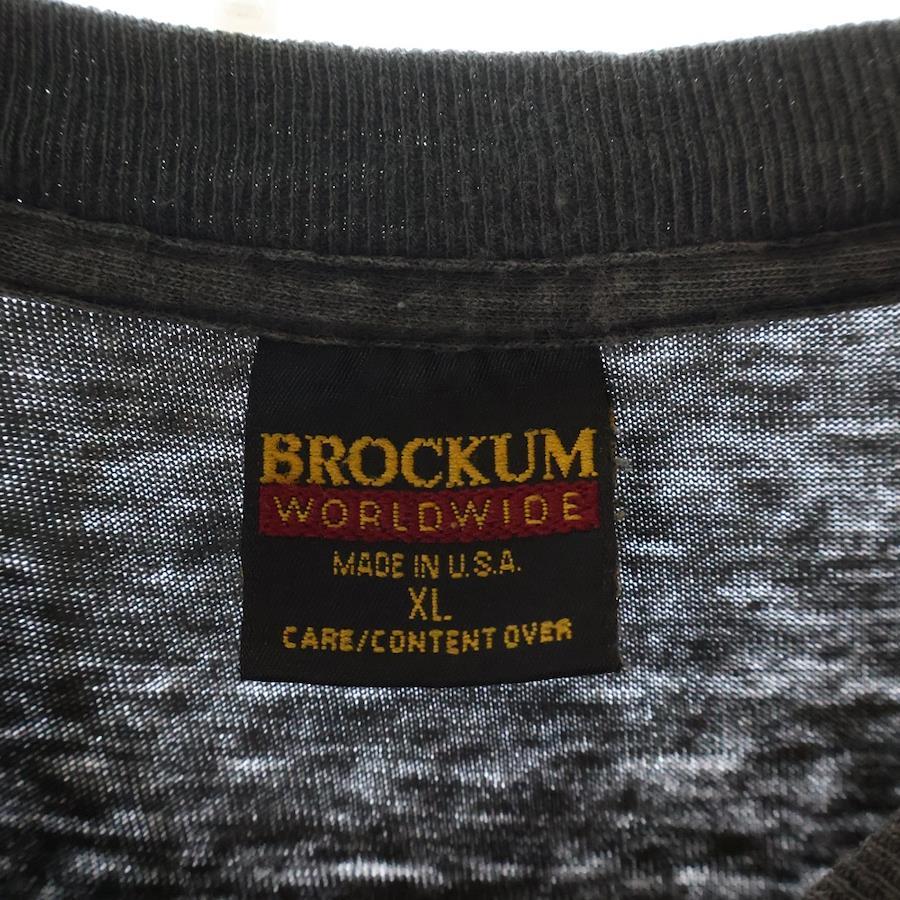 BROCKUM
WORLDWIDE
MADE IN U.S.A.
XL
CARE/CONTENT OVER